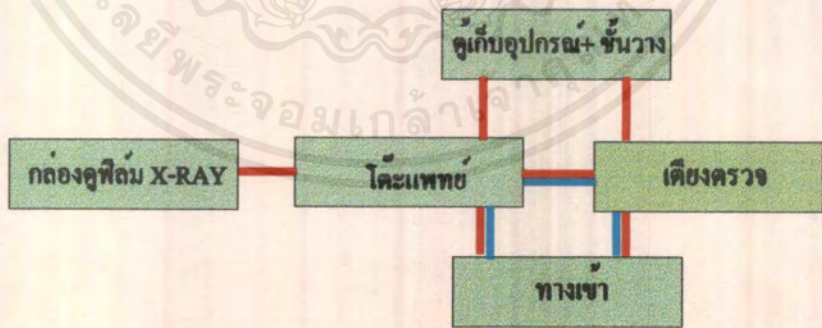 ตู้เก็บอุปกรณ์+ ชั้นวาง
กล่องดูฟิล์ม X-RAY
โต๊ะแพทย์
เตียงตรวจ
ทางเข้า